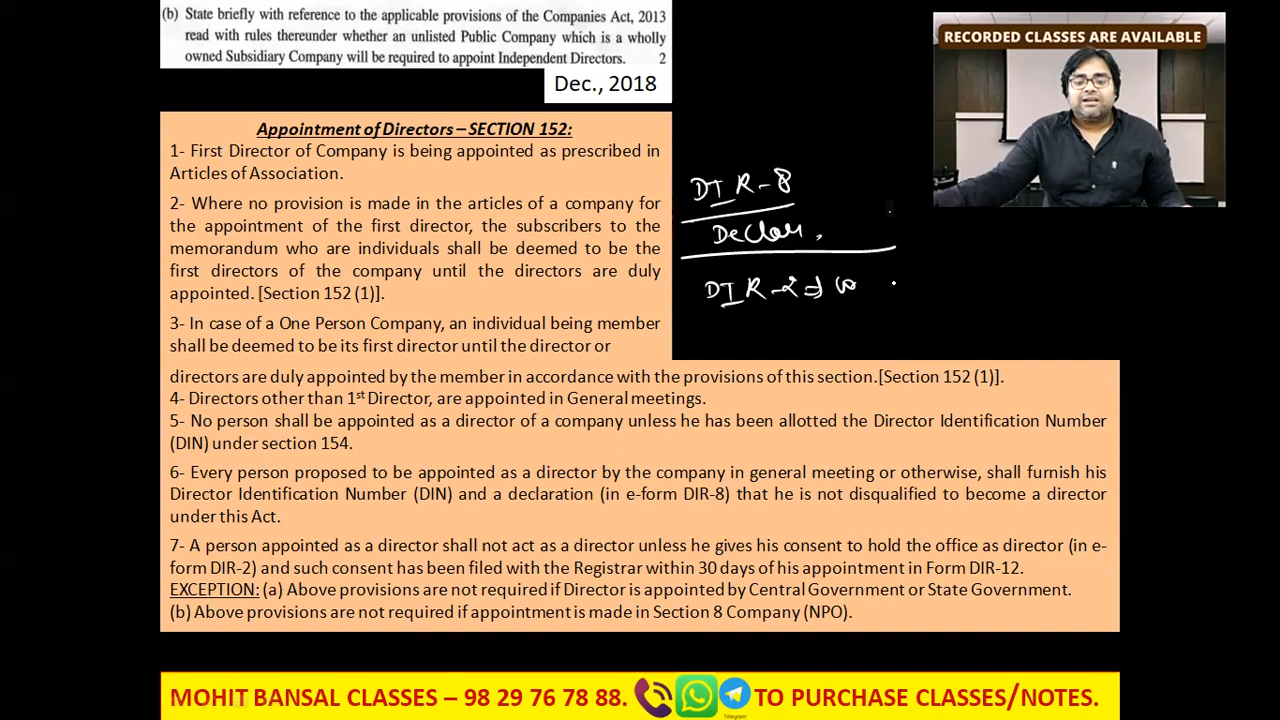 (b) State briefly with reference to the applicable provisions of the Companies Act, 2013
read with rules thereunder whether an unlisted Public Company which is a wholly
owned Subsidiary Company will be required to appoint Independent Directors. 2
Dec., 2018
RECORDED CLASSES ARE AVAILABLE
Appointment of Directors – SECTION 152:
1- First Director of Company is being appointed as prescribed in
Articles of Association.
2- Where no provision is made in the articles of a company for
the appointment of the first director, the subscribers to the
memorandum who are individuals shall be deemed to be the
first directors of the company until the directors are duly
appointed. [Section 152 (1)].
3- In case of a One Person Company, an individual being member
shall be deemed to be its first director until the director or
directors are duly appointed by the member in accordance with the provisions of this section.[Section 152 (1)].
4- Directors other than 1st Director, are appointed in General meetings.
5- No person shall be appointed as a director of a company unless he has been allotted the Director Identification Number
(DIN) under section 154.
6- Every person proposed to be appointed as a director by the company in general meeting or otherwise, shall furnish his
Director Identification Number (DIN) and a declaration (in e-form DIR-8) that he is not disqualified to become a director
under this Act.
7- A person appointed as a director shall not act as a director unless he gives his consent to hold the office as director (in e-
form DIR-2) and such consent has been filed with the Registrar within 30 days of his appointment in Form DIR-12.
EXCEPTION: (a) Above provisions are not required if Director is appointed by Central Government or State Government.
(b) Above provisions are not required if appointment is made in Section 8 Company (NPO).
DIR-8
DIR-2
MOHIT BANSAL CLASSES – 98 29 76 78 88. TO PURCHASE CLASSES/NOTES.
Telegram